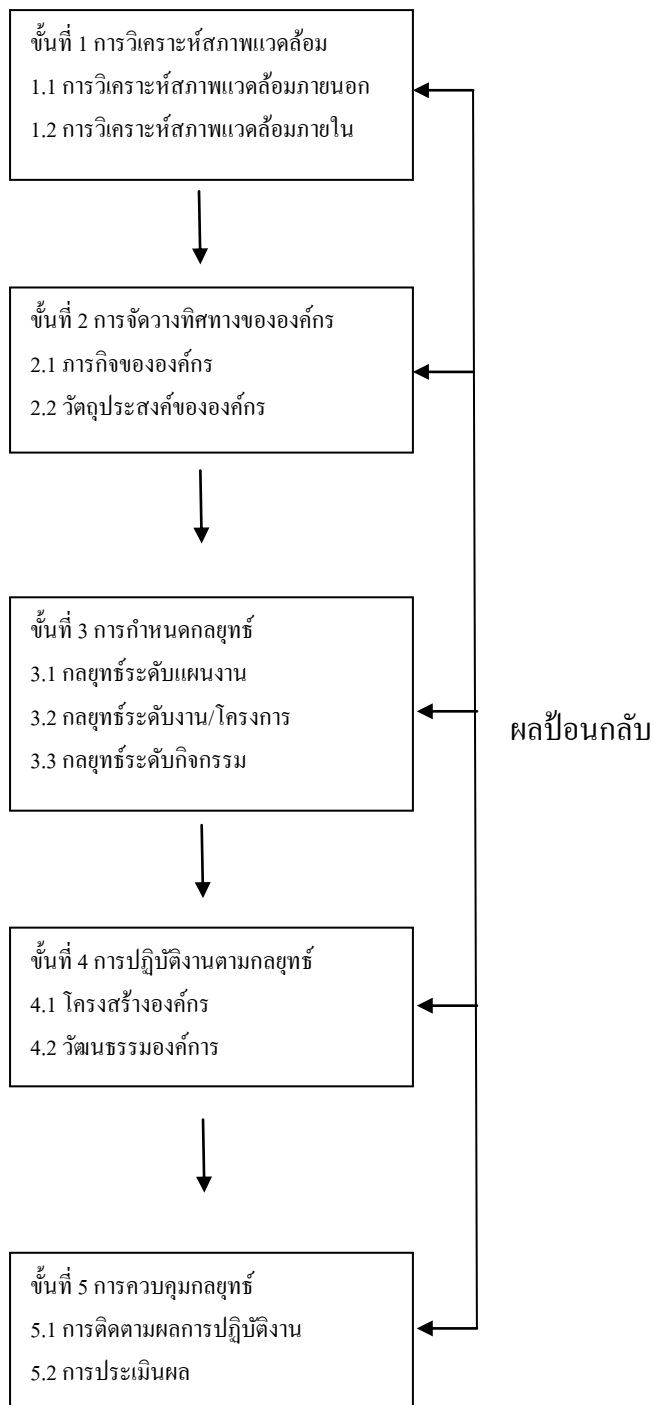 ขั้นที่ 1 การวิเคราะห์สภาพแวดล้อม
1.1 การวิเคราะห์สภาพแวดล้อมภายนอก
1.2 การวิเคราะห์สภาพแวดล้อมภายใน
ขั้นที่ 2 การจัดวางทิศทางขององค์กร
2.1 ภารกิจขององค์กร
2.2 วัตถุประสงค์ขององค์กร
ขั้นที่ 3 การกำหนดกลยุทธ์
3.1 กลยุทธ์ระดับแผนงาน
3.2 กลยุทธ์ระดับงาน/โครงการ
3.3 กลยุทธ์ระดับกิจกรรม
ผลป้อนกลับ
ขั้นที่ 4 การปฏิบัติงานตามกลยุทธ์
4.1 โครงสร้างองค์กร
4.2 วัฒนธรรมองค์การ
ขั้นที่ 5 การควบคุมกลยุทธ์
5.1 การติดตามผลการปฏิบัติงาน
5.2 การประเมินผล